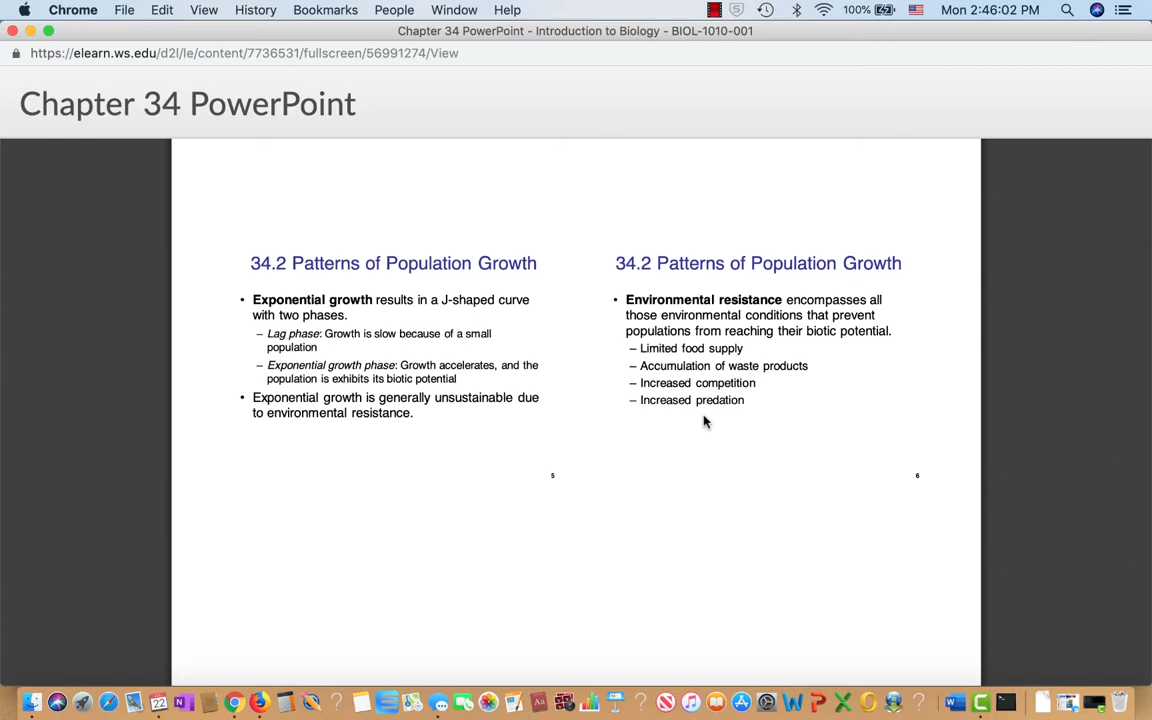 Chrome File Edit View History Bookmarks People Window Help 100% Mon 2:46:02 PM
Chapter 34 PowerPoint - Introduction to Biology - BIOL-1010-001
https://elearn.ws.edu/d2l/le/content/7736531/fullscreen/56991274/View
Chapter 34 PowerPoint
34.2 Patterns of Population Growth
• Exponential growth results in a J-shaped curve
with two phases.
– Lag phase: Growth is slow because of a small
population
– Exponential growth phase: Growth accelerates, and the
population is exhibits its biotic potential
• Exponential growth is generally unsustainable due
to environmental resistance.
5
34.2 Patterns of Population Growth
• Environmental resistance encompasses all
those environmental conditions that prevent
populations from reaching their biotic potential.
– Limited food supply
– Accumulation of waste products
– Increased competition
– Increased predation
6
22